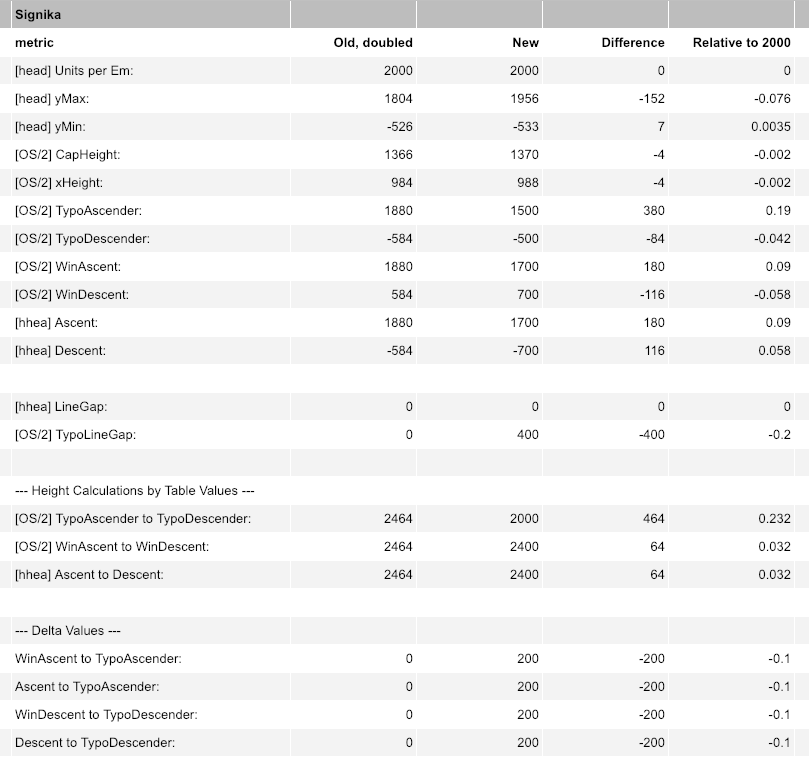 Signika
metric Old, doubled New Difference Relative to 2000
[head] Units per Em: 2000 2000 0 0
[head] yMax: 1804 1956 -152 -0.076
[head] yMin: -526 -533 7 0.0035
[OS/2] CapHeight: 1366 1370 -4 -0.002
[OS/2] xHeight: 984 988 -4 -0.002
[OS/2] TypoAscender: 1880 1500 380 0.19
[OS/2] TypoDescender: -584 -500 -84 -0.042
[OS/2] WinAscent: 1880 1700 180 0.09
[OS/2] WinDescent: 584 700 -116 -0.058
[hhea] Ascent: 1880 1700 180 0.09
[hhea] Descent: -584 -700 116 0.058
[hhea] LineGap: 0 0 0 0
[OS/2] TypoLineGap: 0 400 -400 -0.2
--- Height Calculations by Table Values ---
[OS/2] TypoAscender to TypoDescender: 2464 2000 464 0.232
[OS/2] WinAscent to WinDescent: 2464 2400 64 0.032
[hhea] Ascent to Descent: 2464 2400 64 0.032
--- Delta Values ---
WinAscent to TypoAscender: 0 200 -200 -0.1
Ascent to TypoAscender: 0 200 -200 -0.1
WinDescent to TypoDescender: 0 200 -200 -0.1
Descent to TypoDescender: 0 200 -200 -0.1